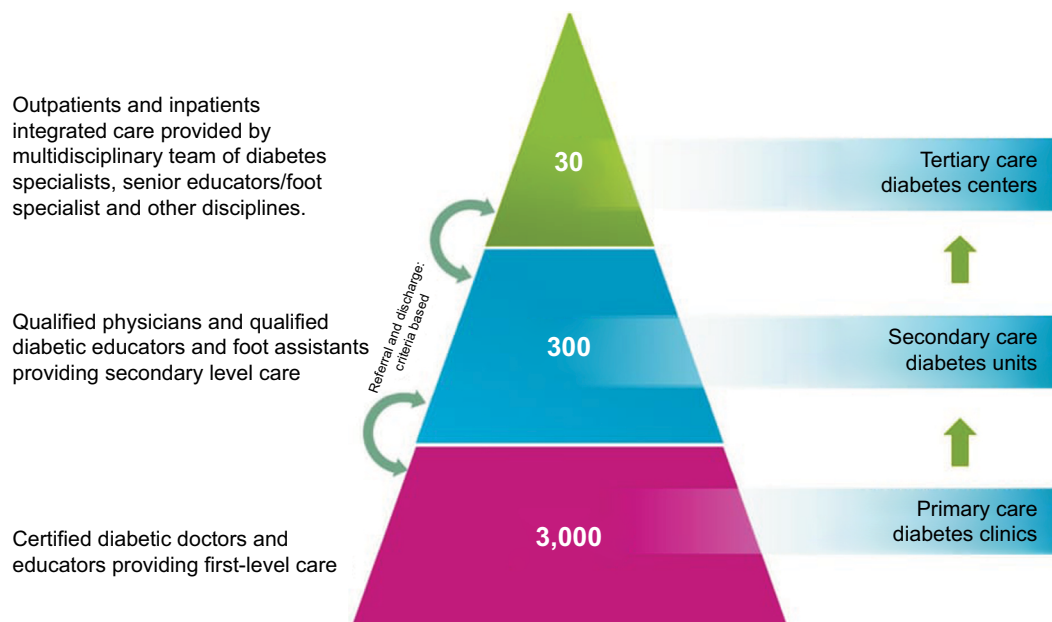 Outpatients and inpatients
integrated care provided by
multidisciplinary team of diabetes
specialists, senior educators/foot
specialist and other disciplines.
30
Tertiary care
diabetes centers
Referral and discharge:
criteria based
Qualified physicians and qualified
diabetic educators and foot assistants
providing secondary level care
300
Secondary care
diabetes units
Certified diabetic doctors and
educators providing first-level care
3,000
Primary care
diabetes clinics